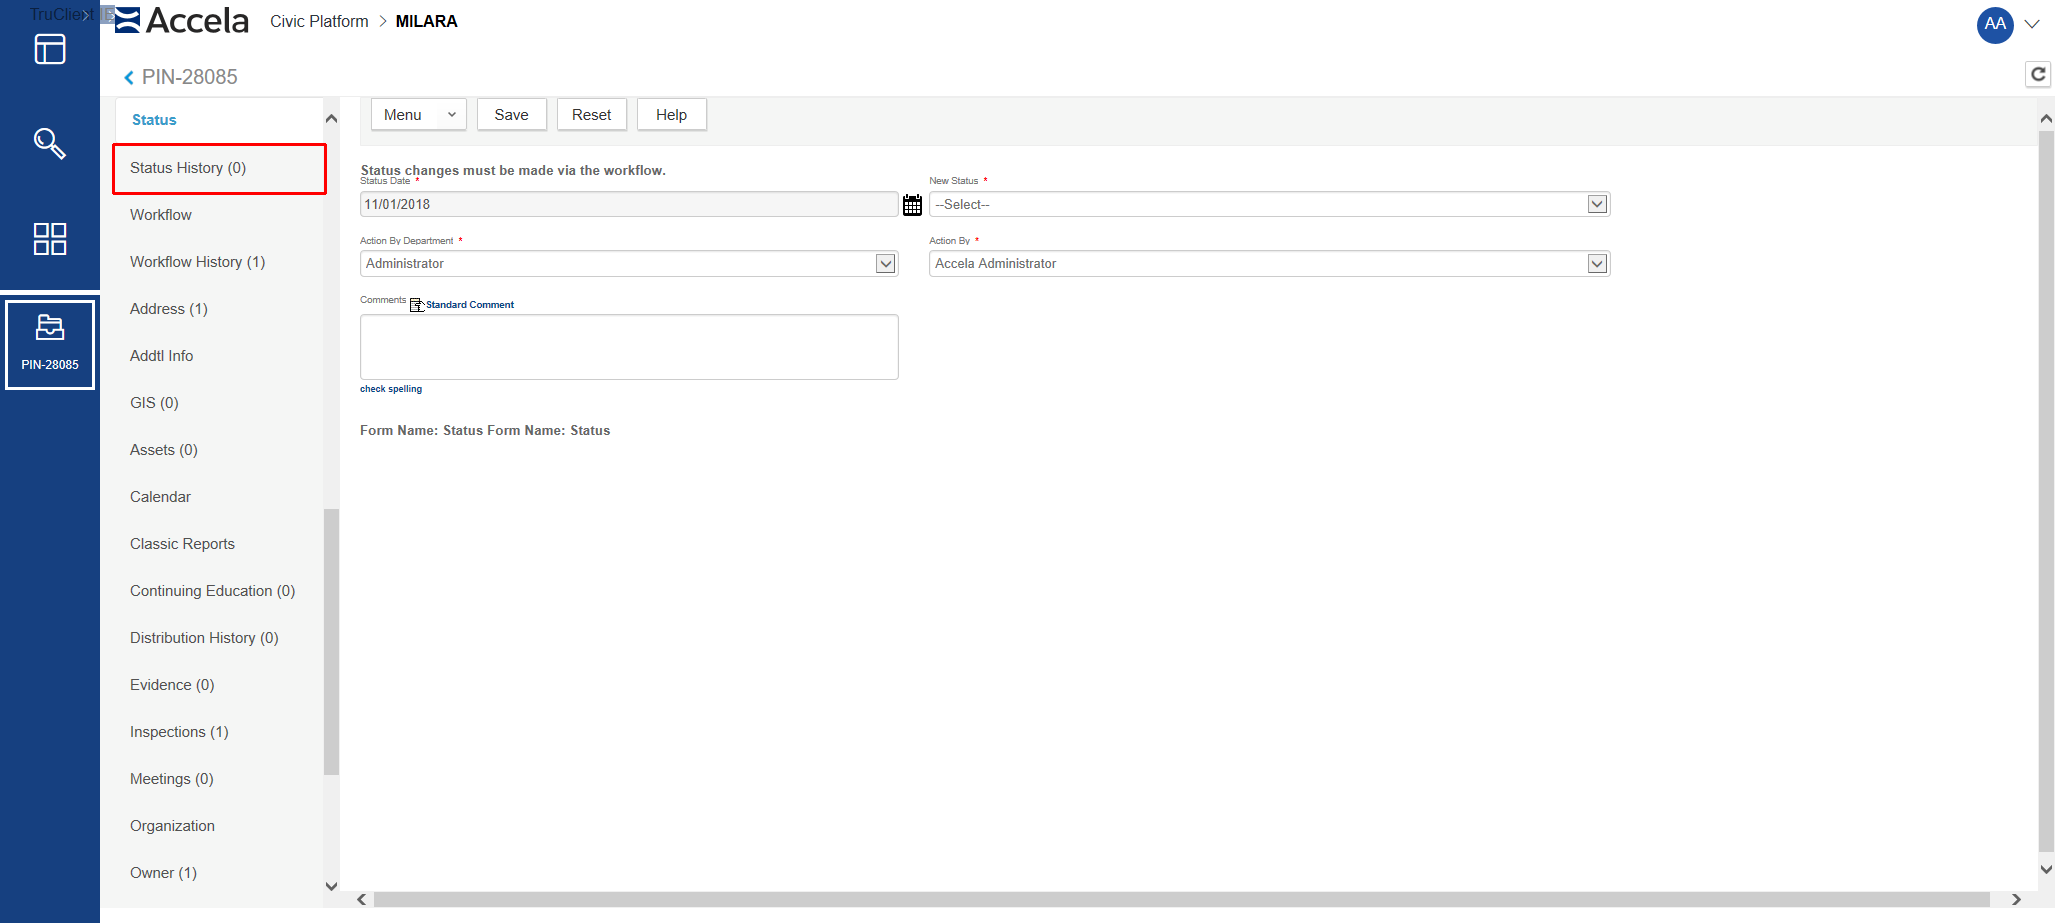 TruClient
Accela Civic Platform > MILARA AA
PIN-28085
Status
Status History (0)
Workflow
Workflow History (1)
Address (1)
Addtl Info
GIS (0)
Assets (0)
Calendar
Classic Reports
Continuing Education (0)
Distribution History (0)
Evidence (0)
Inspections (1)
Meetings (0)
Organization
Owner (1)
PIN-28085
Menu Save Reset Help
Status changes must be made via the workflow.
Status Date * New Status *
11/01/2018 --Select--
Action By Department * Action By *
Administrator Accela Administrator
Comments Standard Comment
check spelling
Form Name: Status Form Name: Status